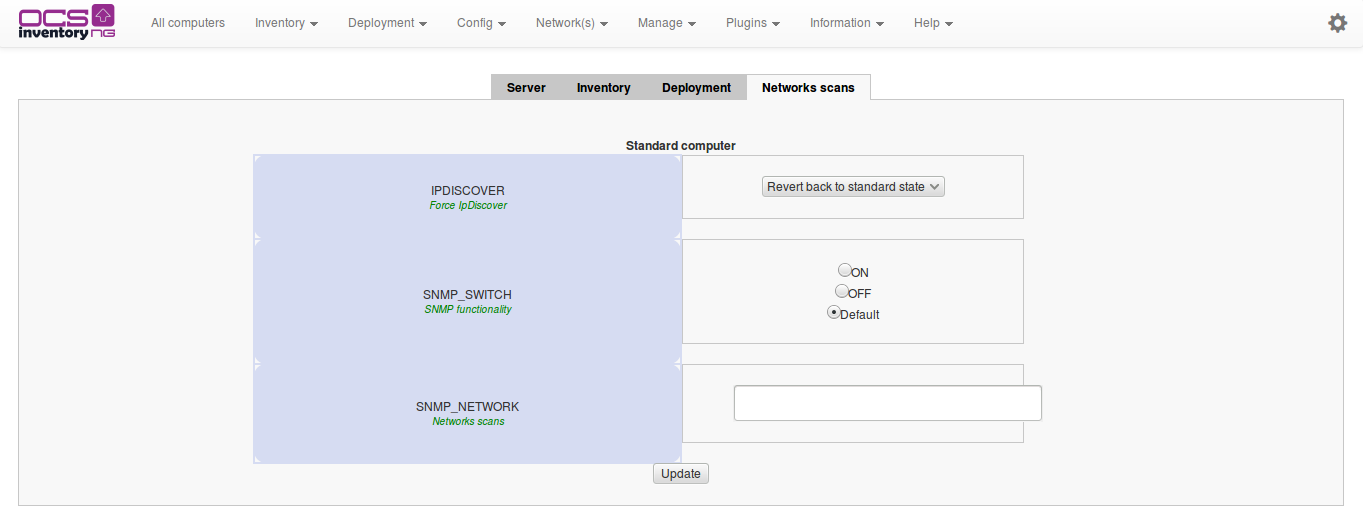 OCS
inventory NG
All computers
Inventory
Deployment
Config
Network(s)
Manage
Plugins
Information
Help
Server
Inventory
Deployment
Networks scans
Standard computer
IPDISCOVER
Force IpDiscover
Revert back to standard state
SNMP_SWITCH
SNMP functionality
ON
OFF
Default
SNMP_NETWORK
Networks scans
Update